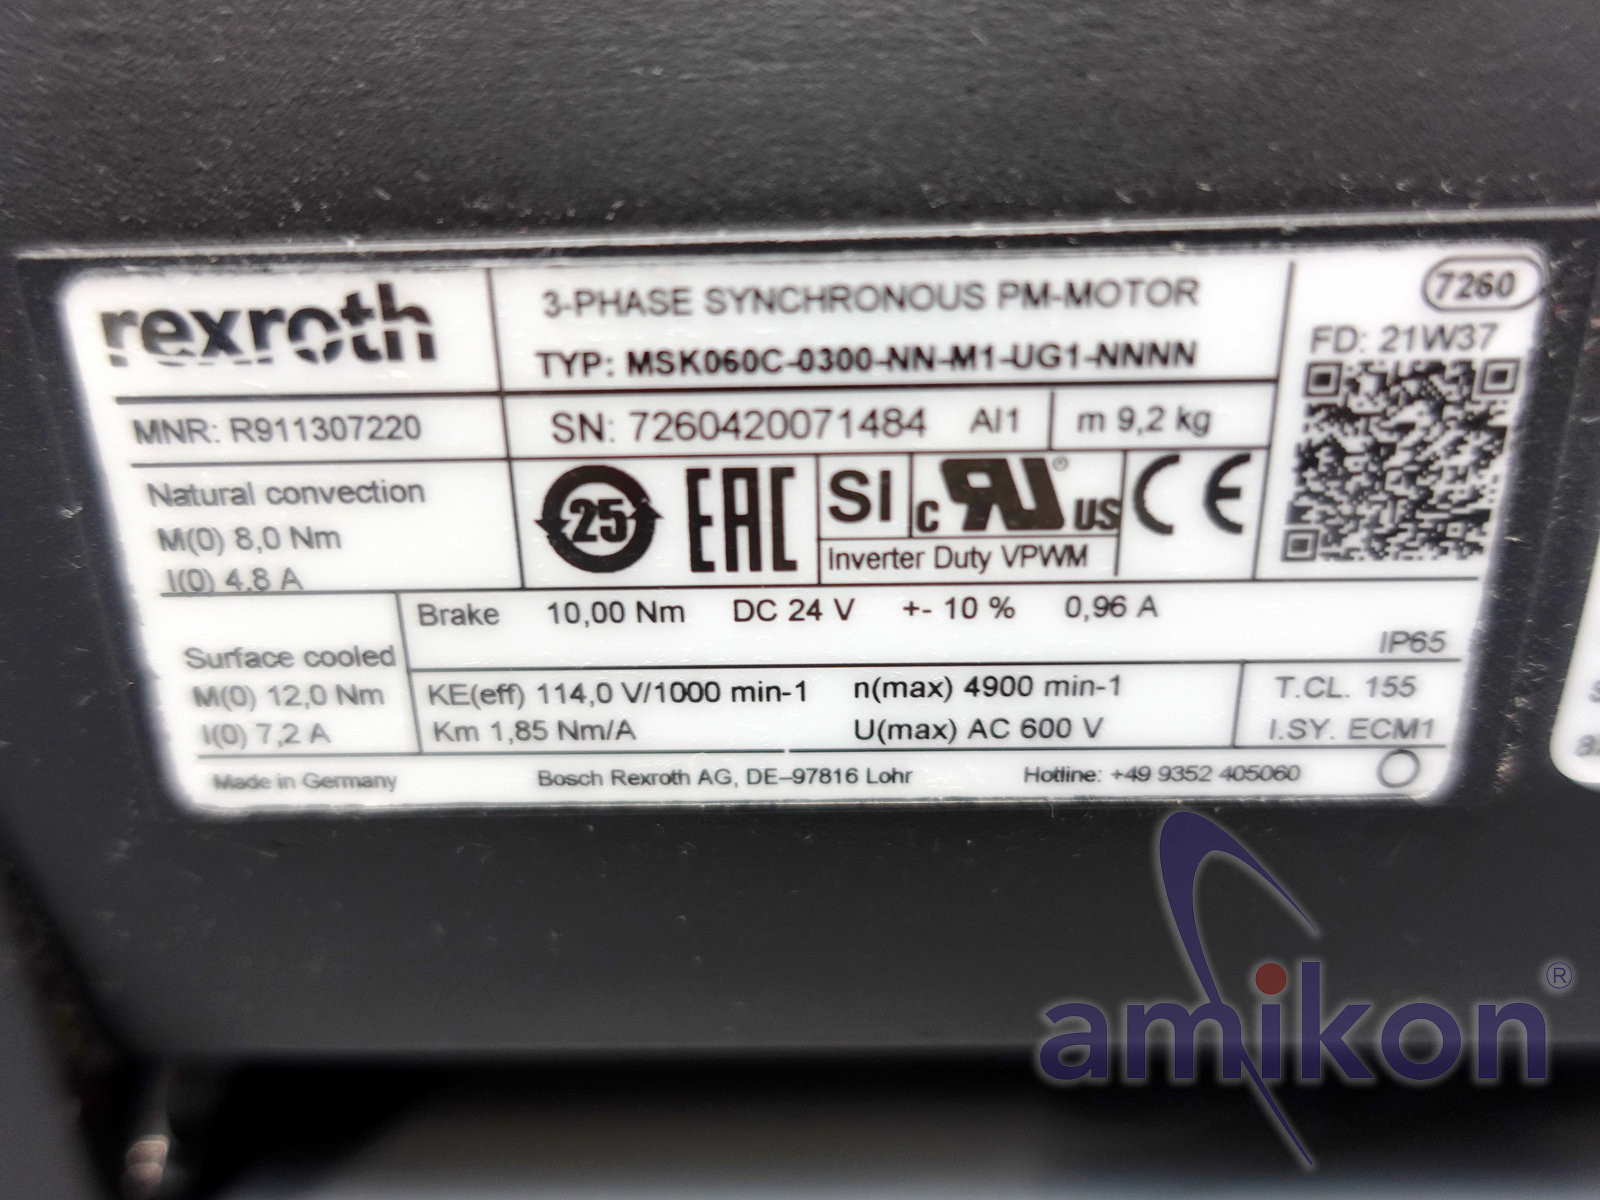 rexroth
3-PHASE SYNCHRONOUS PM-MOTOR
TYP: MSK060C-0300-NN-M1-UG1-NNNN
7260
FD: 21W37
MNR: R911307220
SN: 7260420071484 AI1
m 9,2 kg
Natural convection
M(0) 8,0 Nm
I(0) 4,8 A
25
EAC
SI
c RU® US
CE
Inverter Duty VPWM
Brake 10,00 Nm DC 24 V +- 10 % 0,96 A
IP65
Surface cooled
M(0) 12,0 Nm
I(0) 7,2 A
KE(eff) 114,0 V/1000 min-1 n(max) 4900 min-1
Km 1,85 Nm/A U(max) AC 600 V
T.CL. 155
I.SY. ECM1
Made in Germany
Bosch Rexroth AG, DE-97816 Lohr
Hotline: +49 9352 405060
amikon®